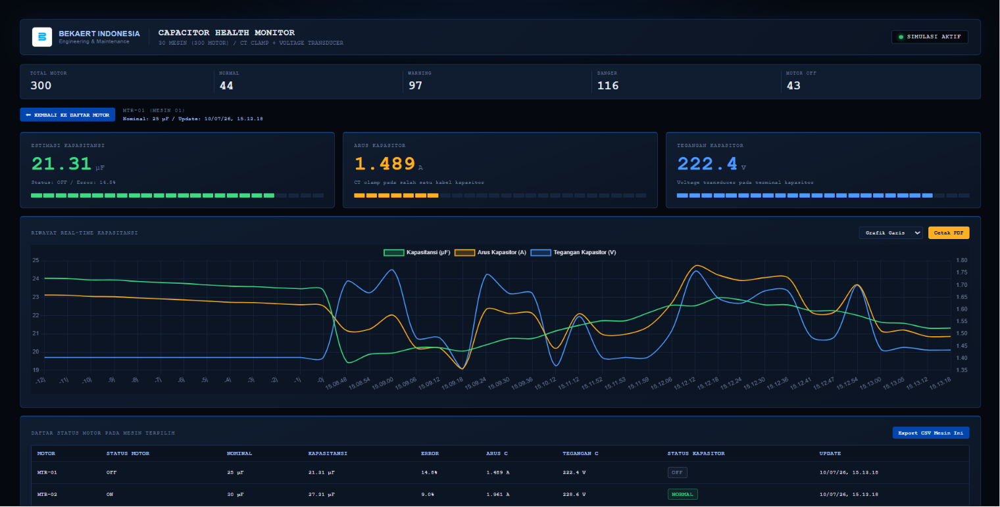 BEKAERT INDONESIA
Engineering & Maintenance
CAPACITOR HEALTH MONITOR
30 MESIN (300 MOTOR) / CT CLAMP + VOLTAGE TRANSDUCER
SIMULASI AKTIF
TOTAL MOTOR NORMAL WARNING DANGER MOTOR OFF
300 44 97 116 43
← KEMBALI KE DAFTAR MOTOR
MTR-01 (MESIN 01)
Nominal: 25 µF / Update: 10/07/26, 15.13.18
ESTIMASI KAPASITANSI
21.31 µF
Status: OFF / Error: 14.8%
ARUS KAPASITOR
1.489 A
CT clamp pada salah satu kabel kapasitor
TEGANGAN KAPASITOR
222.4 V
Voltage transducer pada terminal kapasitor
RIWAYAT REAL-TIME KAPASITANSI
Grafik Garis
Cetak PDF
Kapasitansi (µF) Arus Kapasitor (A) Tegangan Kapasitor (V)
25 1.80
24 1.75
23 1.70
22 1.65
21 1.60
20 1.55
19 1.50
1.45
1.40
1.35
-12j -11j -10j -9j -8j -7j -6j -5j -4j -3j -2j -1j -0j 15.08.48 15.08.54 15.09.00 15.09.06 15.09.12 15.09.18 15.09.24 15.09.30 15.09.36 15.10.12 15.11.12 15.11.52 15.11.53 15.11.59 15.12.06 15.12.12 15.12.18 15.12.24 15.12.30 15.12.36 15.12.41 15.12.47 15.12.54 15.13.00 15.13.05 15.13.12 15.13.18
DAFTAR STATUS MOTOR PADA MESIN TERPILIH
Export CSV Mesin Ini
MOTOR STATUS MOTOR NOMINAL KAPASITANSI ERROR ARUS C TEGANGAN C STATUS KAPASITOR UPDATE
MTR-01 OFF 25 µF 21.31 µF 14.8% 1.489 A 222.4 V OFF 10/07/26, 15.13.18
MTR-02 ON 30 µF 27.31 µF 9.0% 1.961 A 228.6 V NORMAL 10/07/26, 15.13.18